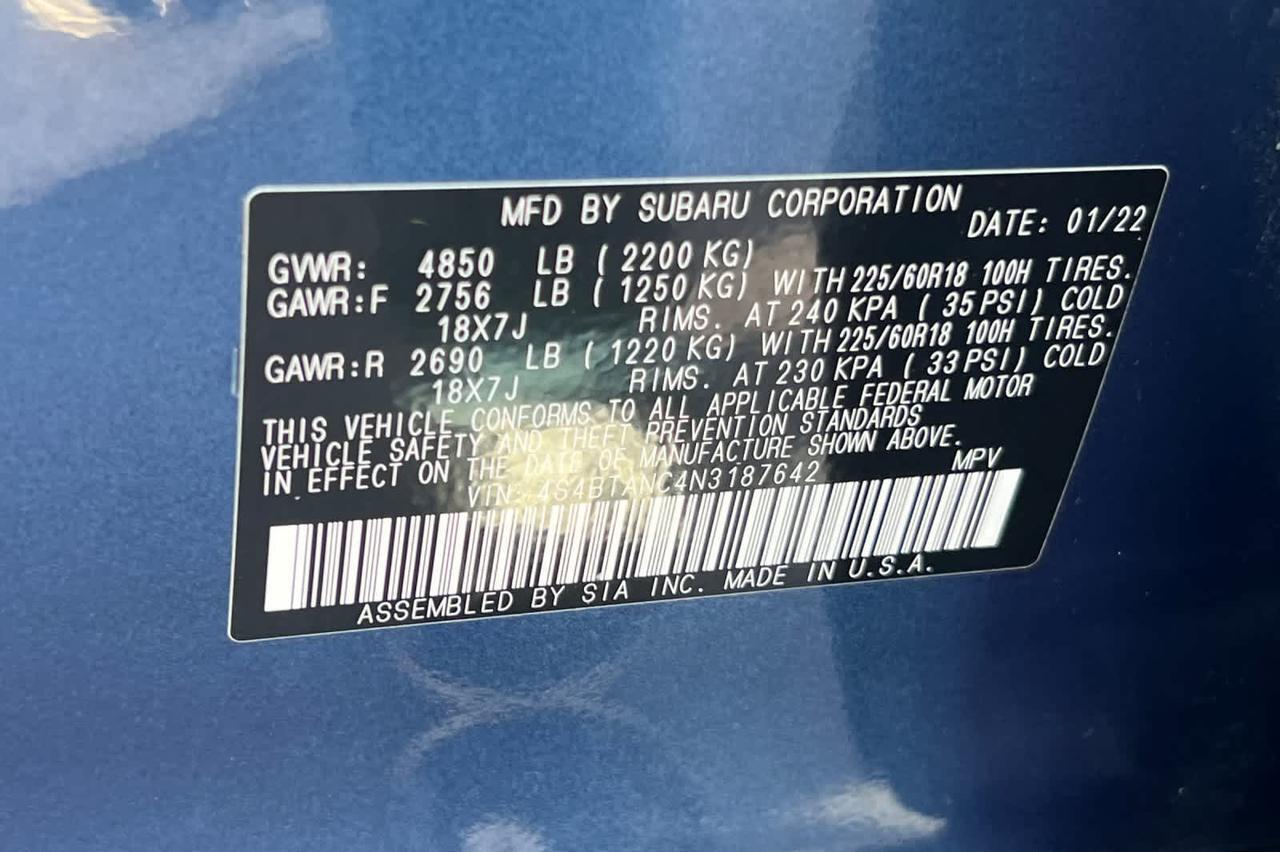 MFD BY SUBARU CORPORATION
DATE: 01/22
GVWR: 4850 LB ( 2200 KG)
GAWR:F 2756 LB ( 1250 KG) WITH 225/60R18 100H TIRES.
18X7J RIMS. AT 240 KPA ( 35 PSI) COLD
GAWR:R 2690 LB ( 1220 KG) WITH 225/60R18 100H TIRES.
18X7J RIMS. AT 230 KPA ( 33 PSI) COLD
THIS VEHICLE CONFORMS TO ALL APPLICABLE FEDERAL MOTOR
VEHICLE SAFETY AND THEFT PREVENTION STANDARDS
IN EFFECT ON THE DATE OF MANUFACTURE SHOWN ABOVE.
VIN: 4S4BTANC4N3187642 MPV
ASSEMBLED BY SIA INC. MADE IN U.S.A.